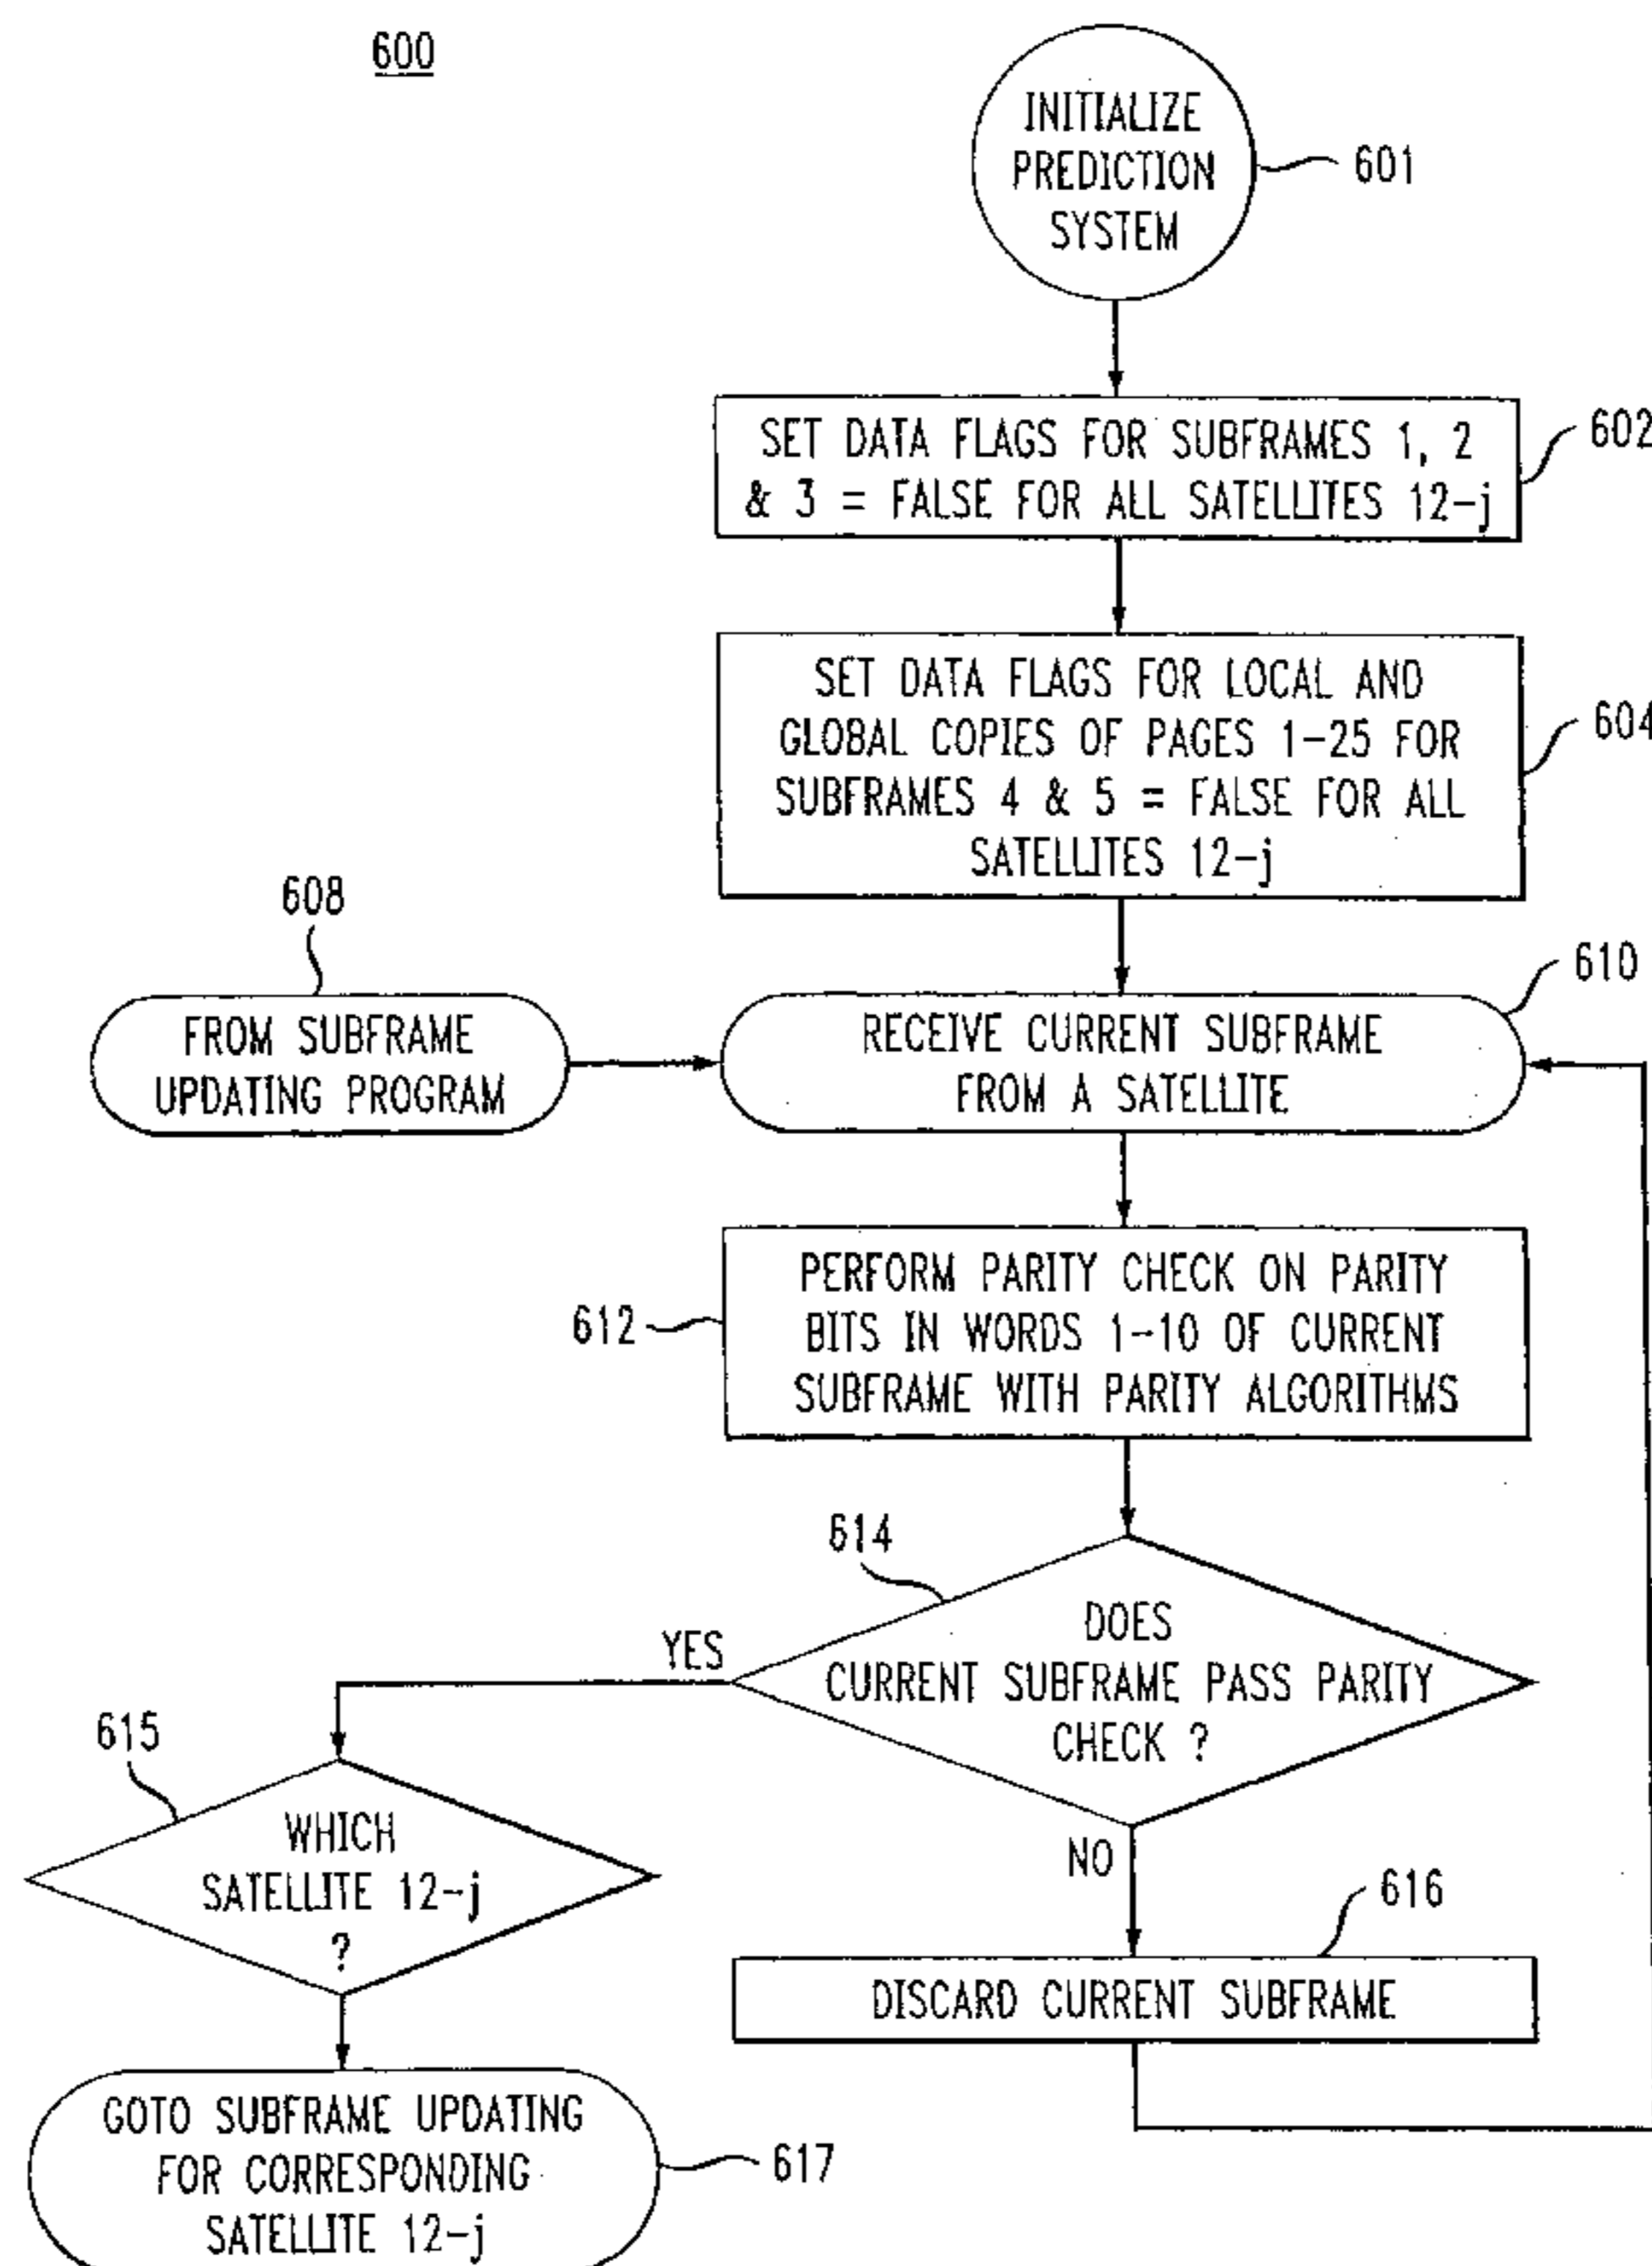 600
INITIALIZE
PREDICTION
SYSTEM
601
SET DATA FLAGS FOR SUBFRAMES 1, 2
& 3 = FALSE FOR ALL SATELLITES 12-j
602
SET DATA FLAGS FOR LOCAL AND
GLOBAL COPIES OF PAGES 1-25 FOR
SUBFRAMES 4 & 5 = FALSE FOR ALL
SATELLITES 12-j
604
608
FROM SUBFRAME
UPDATING PROGRAM
610
RECEIVE CURRENT SUBFRAME
FROM A SATELLITE
612
PERFORM PARITY CHECK ON PARITY
BITS IN WORDS 1-10 OF CURRENT
SUBFRAME WITH PARITY ALGORITHMS
614
DOES
CURRENT SUBFRAME PASS PARITY
CHECK ?
YES
NO
615
WHICH
SATELLITE 12-j
?
616
DISCARD CURRENT SUBFRAME
GOTO SUBFRAME UPDATING
FOR CORRESPONDING
SATELLITE 12-j
617